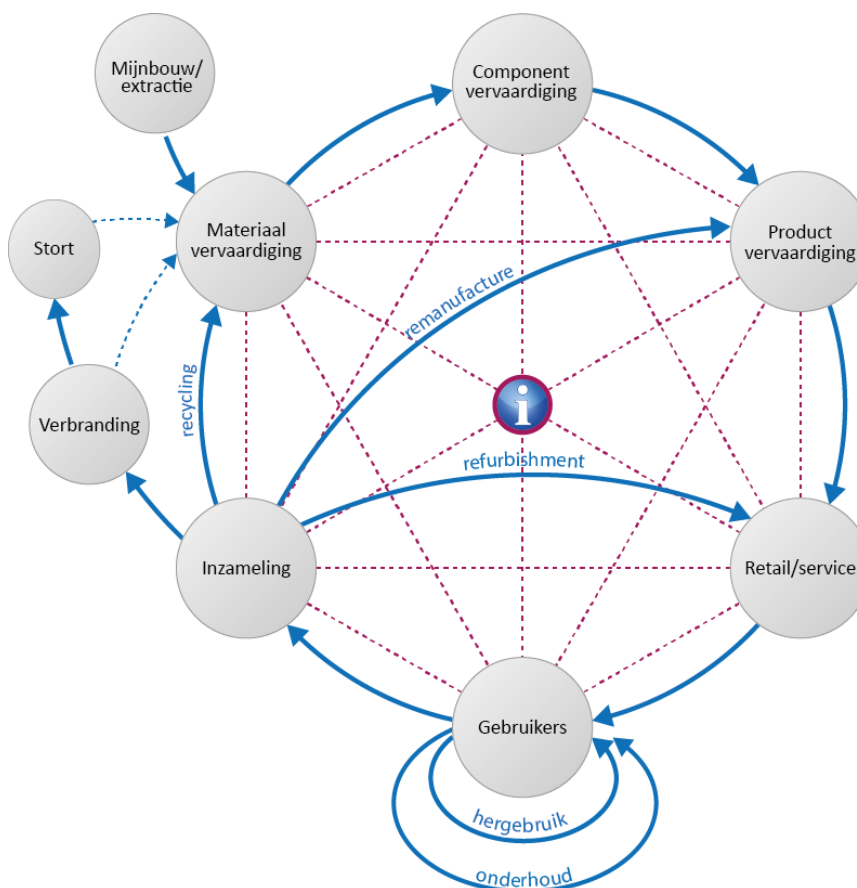 Mijnbouw/
extractie
Component
vervaardiging
Materiaal
vervaardiging
Product
vervaardiging
Stort
remanufacture
recycling
i
Verbranding
refurbishment
Inzameling
Retail/service
Gebruikers
hergebruik
onderhoud